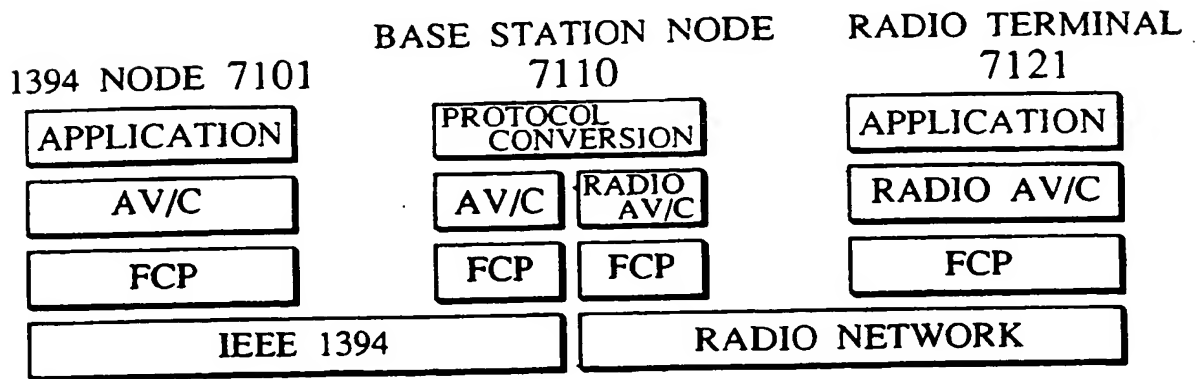 BASE STATION NODE RADIO TERMINAL
1394 NODE 7101 7110 7121
APPLICATION PROTOCOL CONVERSION APPLICATION
AV/C AV/C RADIO AV/C RADIO AV/C
FCP FCP FCP FCP
IEEE 1394 RADIO NETWORK